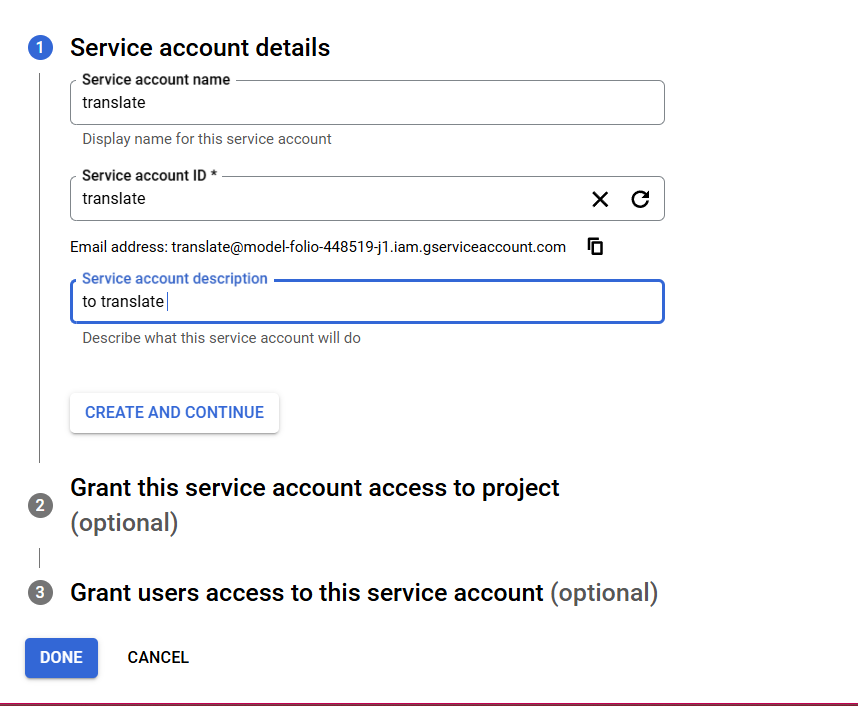 1 Service account details
Service account name
translate
Display name for this service account
Service account ID *
translate
Email address: translate@model-folio-448519-j1.iam.gserviceaccount.com
Service account description
to translate
Describe what this service account will do
CREATE AND CONTINUE
2 Grant this service account access to project
(optional)
3 Grant users access to this service account (optional)
DONE CANCEL